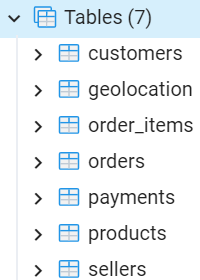 Tables (7)
customers
geolocation
order_items
orders
payments
products
sellers